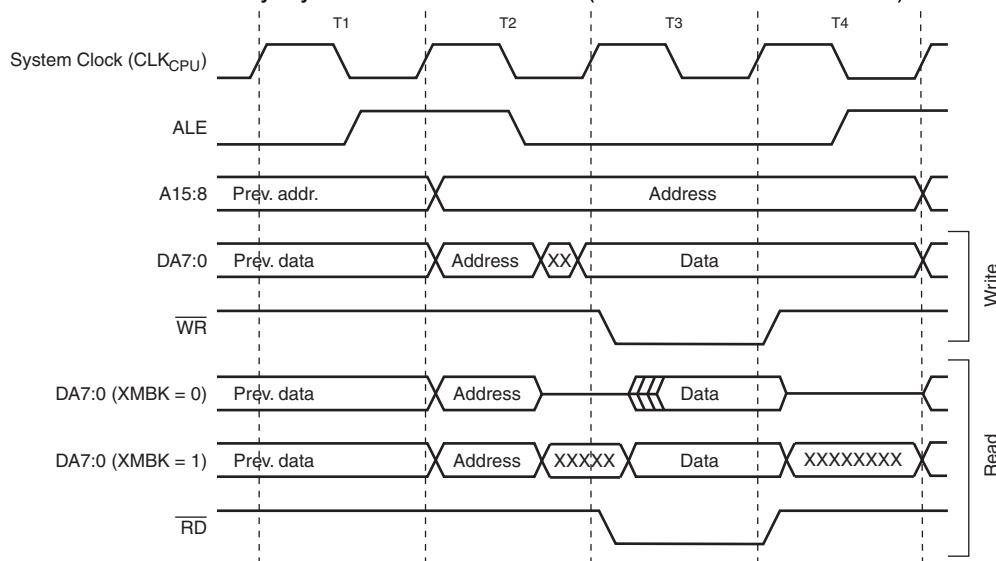 T1 T2 T3 T4
System Clock (CLKCPU)
ALE
A15:8 Prev. addr. Address
DA7:0 Prev. data Address XX Data
WR
Write
DA7:0 (XMBK = 0) Prev. data Address Data
DA7:0 (XMBK = 1) Prev. data Address XXXXX Data XXXXXXXX
RD
Read